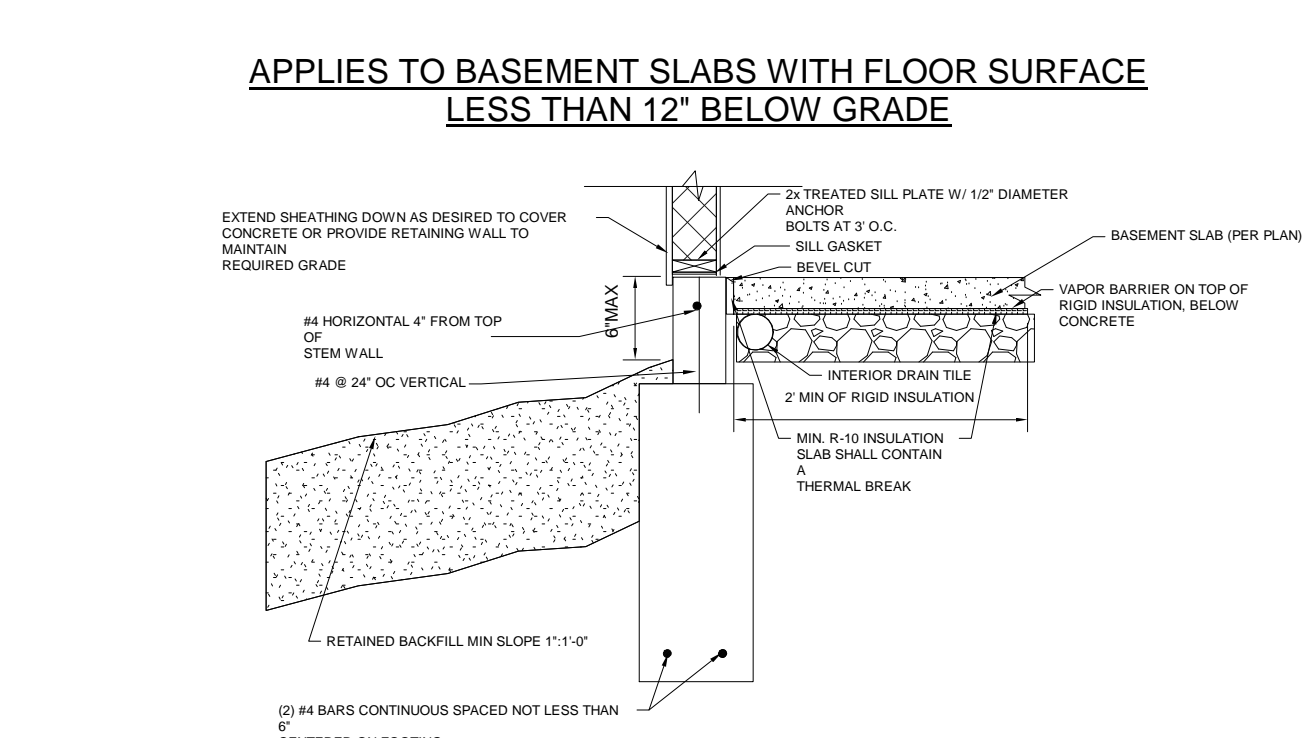 APPLIES TO BASEMENT SLABS WITH FLOOR SURFACE
LESS THAN 12" BELOW GRADE
2x TREATED SILL PLATE W/ 1/2" DIAMETER
ANCHOR
BOLTS AT 3' O.C.
EXTEND SHEATHING DOWN AS DESIRED TO COVER
CONCRETE OR PROVIDE RETAINING WALL TO
MAINTAIN
REQUIRED GRADE
BASEMENT SLAB (PER PLAN)
SILL GASKET
BEVEL CUT
VAPOR BARRIER ON TOP OF
RIGID INSULATION, BELOW
CONCRETE
6"MAX
#4 HORIZONTAL 4" FROM TOP
OF
STEM WALL
#4 @ 24" OC VERTICAL
INTERIOR DRAIN TILE
2' MIN OF RIGID INSULATION
MIN. R-10 INSULATION
SLAB SHALL CONTAIN
A
THERMAL BREAK
RETAINED BACKFILL MIN SLOPE 1":1'-0"
(2) #4 BARS CONTINUOUS SPACED NOT LESS THAN
6"
CENTERED ON FOOTING